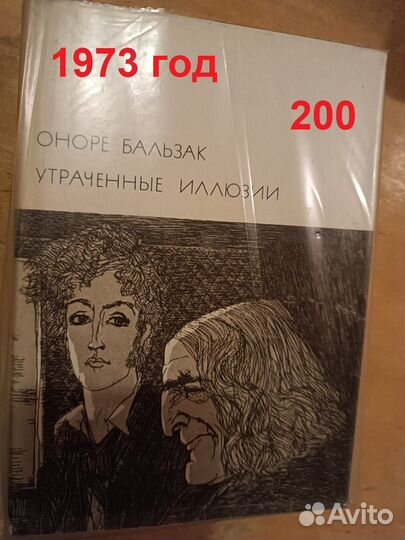 1973 год
200
ОНОРЕ БАЛЬЗАК
УТРАЧЕННЫЕ ИЛЛЮЗИИ
Avito